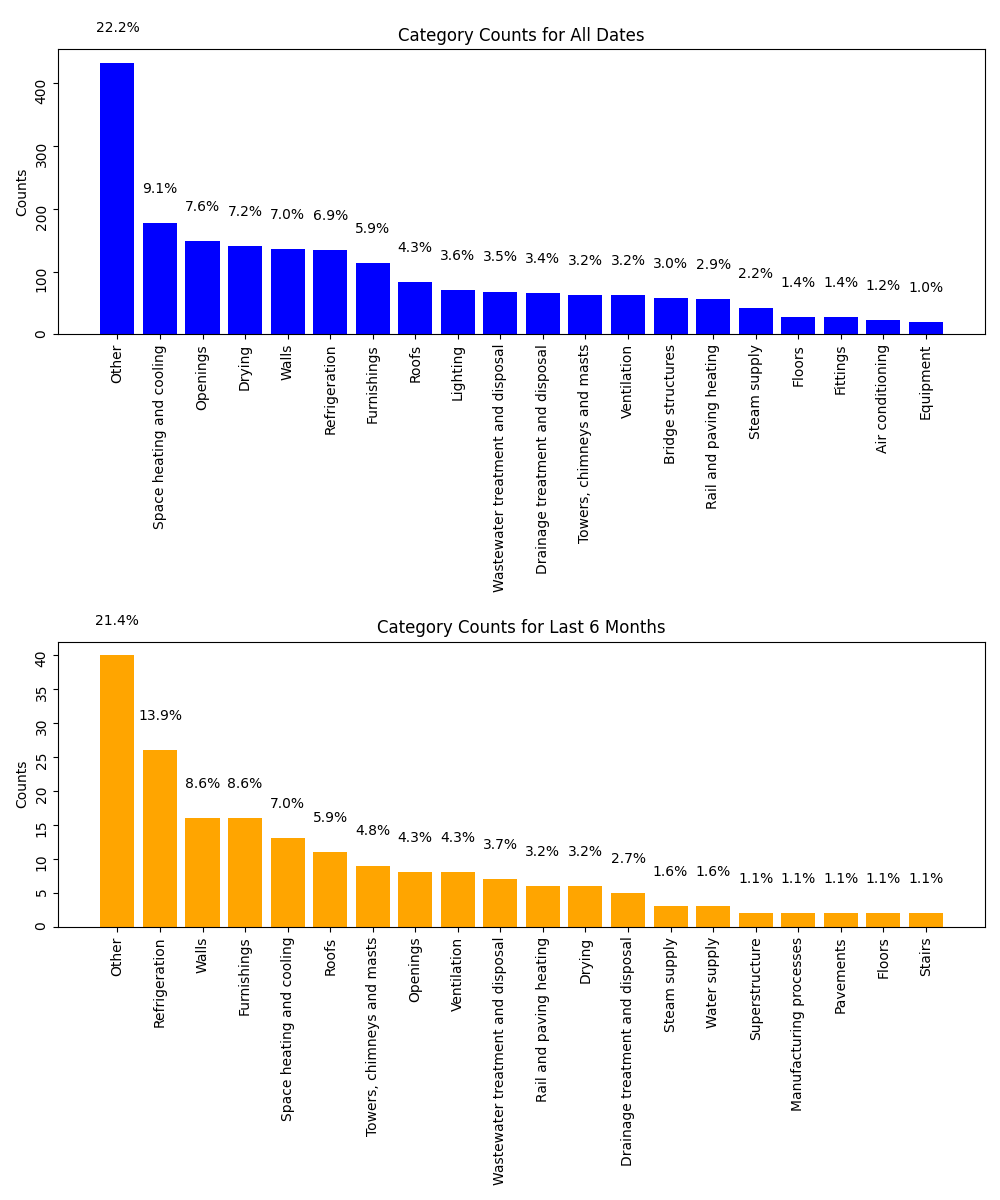 22.2%
Category Counts for All Dates
Counts
400
300
200
100
0
9.1%
7.6%
7.2%
7.0%
6.9%
5.9%
4.3%
3.6%
3.5%
3.4%
3.2%
3.2%
3.0%
2.9%
2.2%
1.4%
1.4%
1.2%
1.0%
Other
Space heating and cooling
Openings
Drying
Walls
Refrigeration
Furnishings
Roofs
Lighting
Wastewater treatment and disposal
Drainage treatment and disposal
Towers, chimneys and masts
Ventilation
Bridge structures
Rail and paving heating
Steam supply
Floors
Fittings
Air conditioning
Equipment
21.4%
Category Counts for Last 6 Months
Counts
40
35
30
25
20
15
10
5
0
13.9%
8.6%
8.6%
7.0%
5.9%
4.8%
4.3%
4.3%
3.7%
3.2%
3.2%
2.7%
1.6%
1.6%
1.1%
1.1%
1.1%
1.1%
1.1%
Other
Refrigeration
Walls
Furnishings
Space heating and cooling
Roofs
Towers, chimneys and masts
Openings
Ventilation
Wastewater treatment and disposal
Rail and paving heating
Drying
Drainage treatment and disposal
Steam supply
Water supply
Superstructure
Manufacturing processes
Pavements
Floors
Stairs